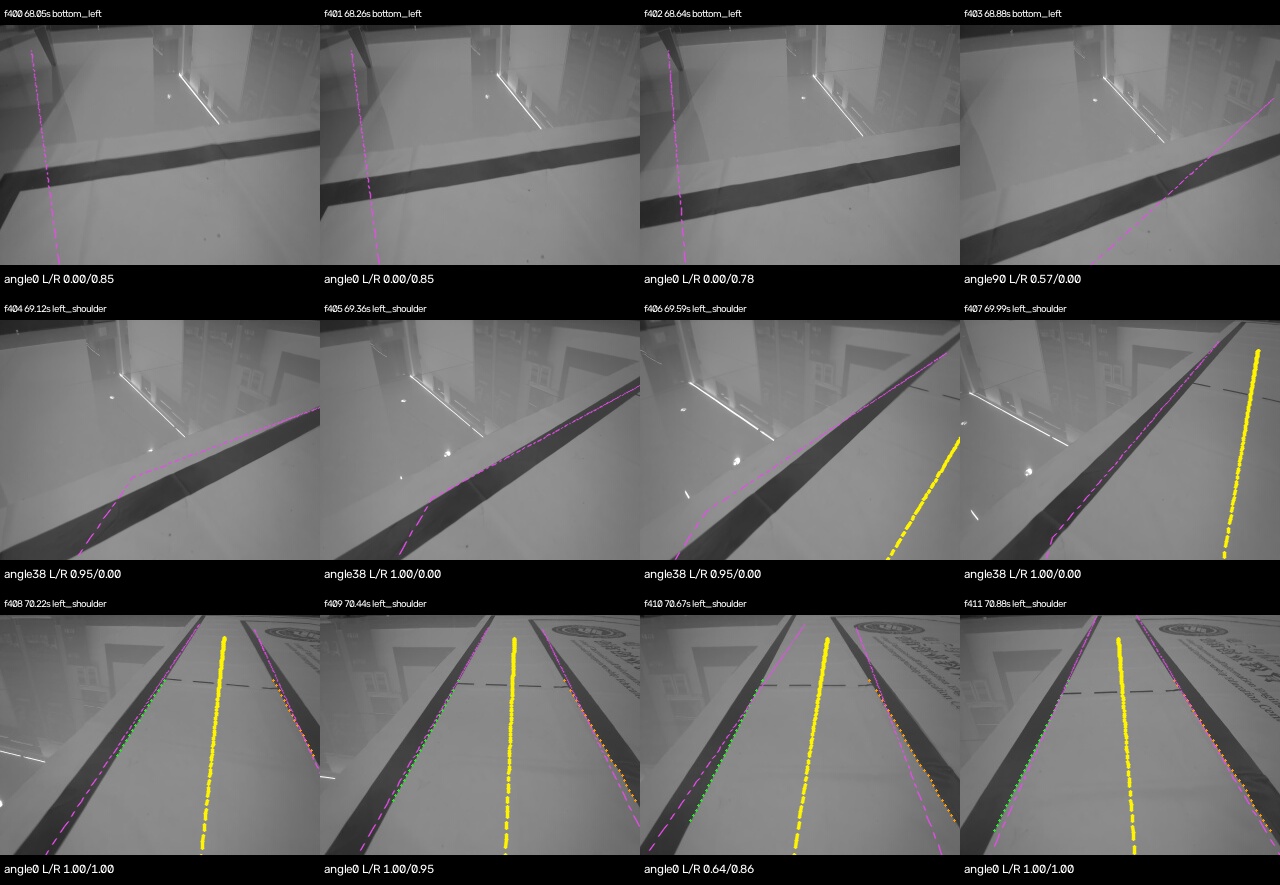 f400 68.05s bottom_left
f401 68.26s bottom_left
f402 68.64s bottom_left
f403 68.88s bottom_left
angle0 L/R 0.00/0.85
angle0 L/R 0.00/0.85
angle0 L/R 0.00/0.78
angle90 L/R 0.57/0.00
f404 69.12s left_shoulder
f405 69.36s left_shoulder
f406 69.59s left_shoulder
f407 69.99s left_shoulder
angle38 L/R 0.95/0.00
angle38 L/R 1.00/0.00
angle38 L/R 0.95/0.00
angle38 L/R 1.00/0.00
f408 70.22s left_shoulder
f409 70.44s left_shoulder
f410 70.67s left_shoulder
f411 70.88s left_shoulder
angle0 L/R 1.00/1.00
angle0 L/R 1.00/0.95
angle0 L/R 0.64/0.86
angle0 L/R 1.00/1.00